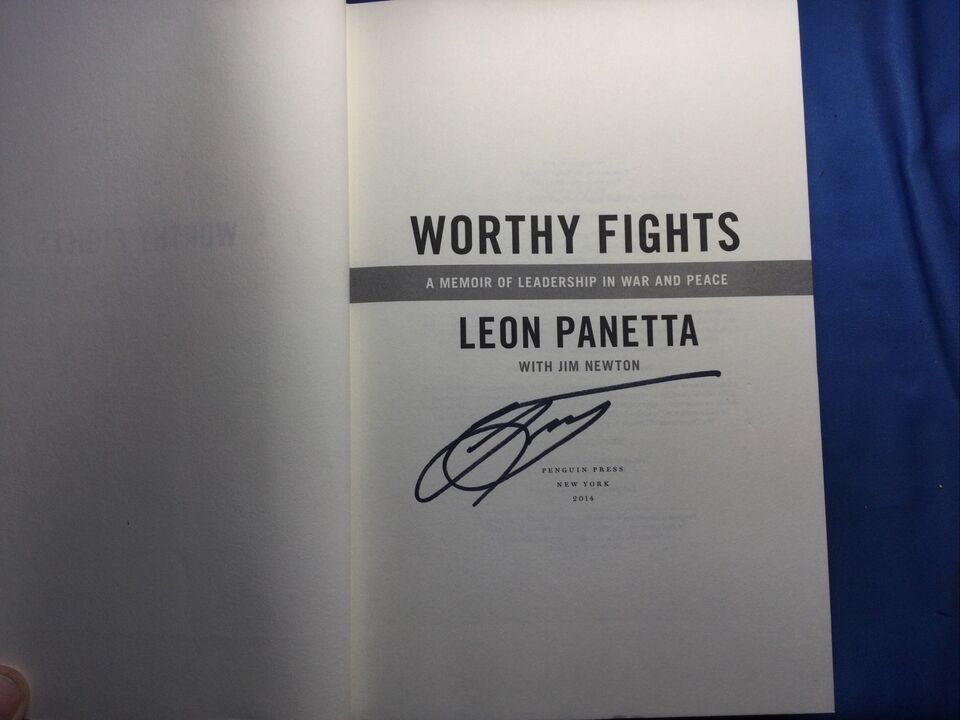 WORTHY FIGHTS
A MEMOIR OF LEADERSHIP IN WAR AND PEACE
LEON PANETTA
WITH JIM NEWTON
PENGUIN PRESS
NEW YORK
2014